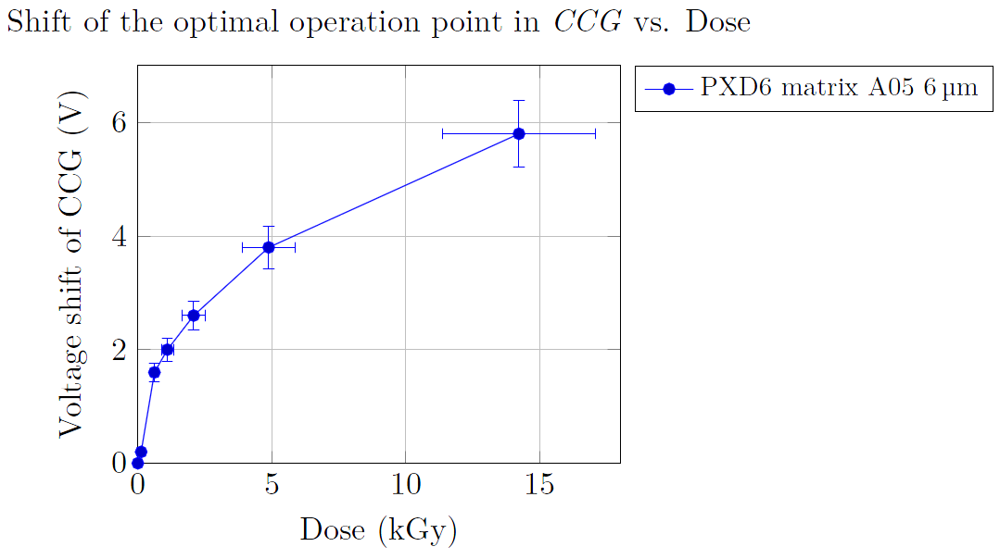 Shift of the optimal operation point in CCG vs. Dose
PXD6 matrix A05 6 µm
Voltage shift of CCG (V)
6
4
2
0
0 5 10 15
Dose (kGy)